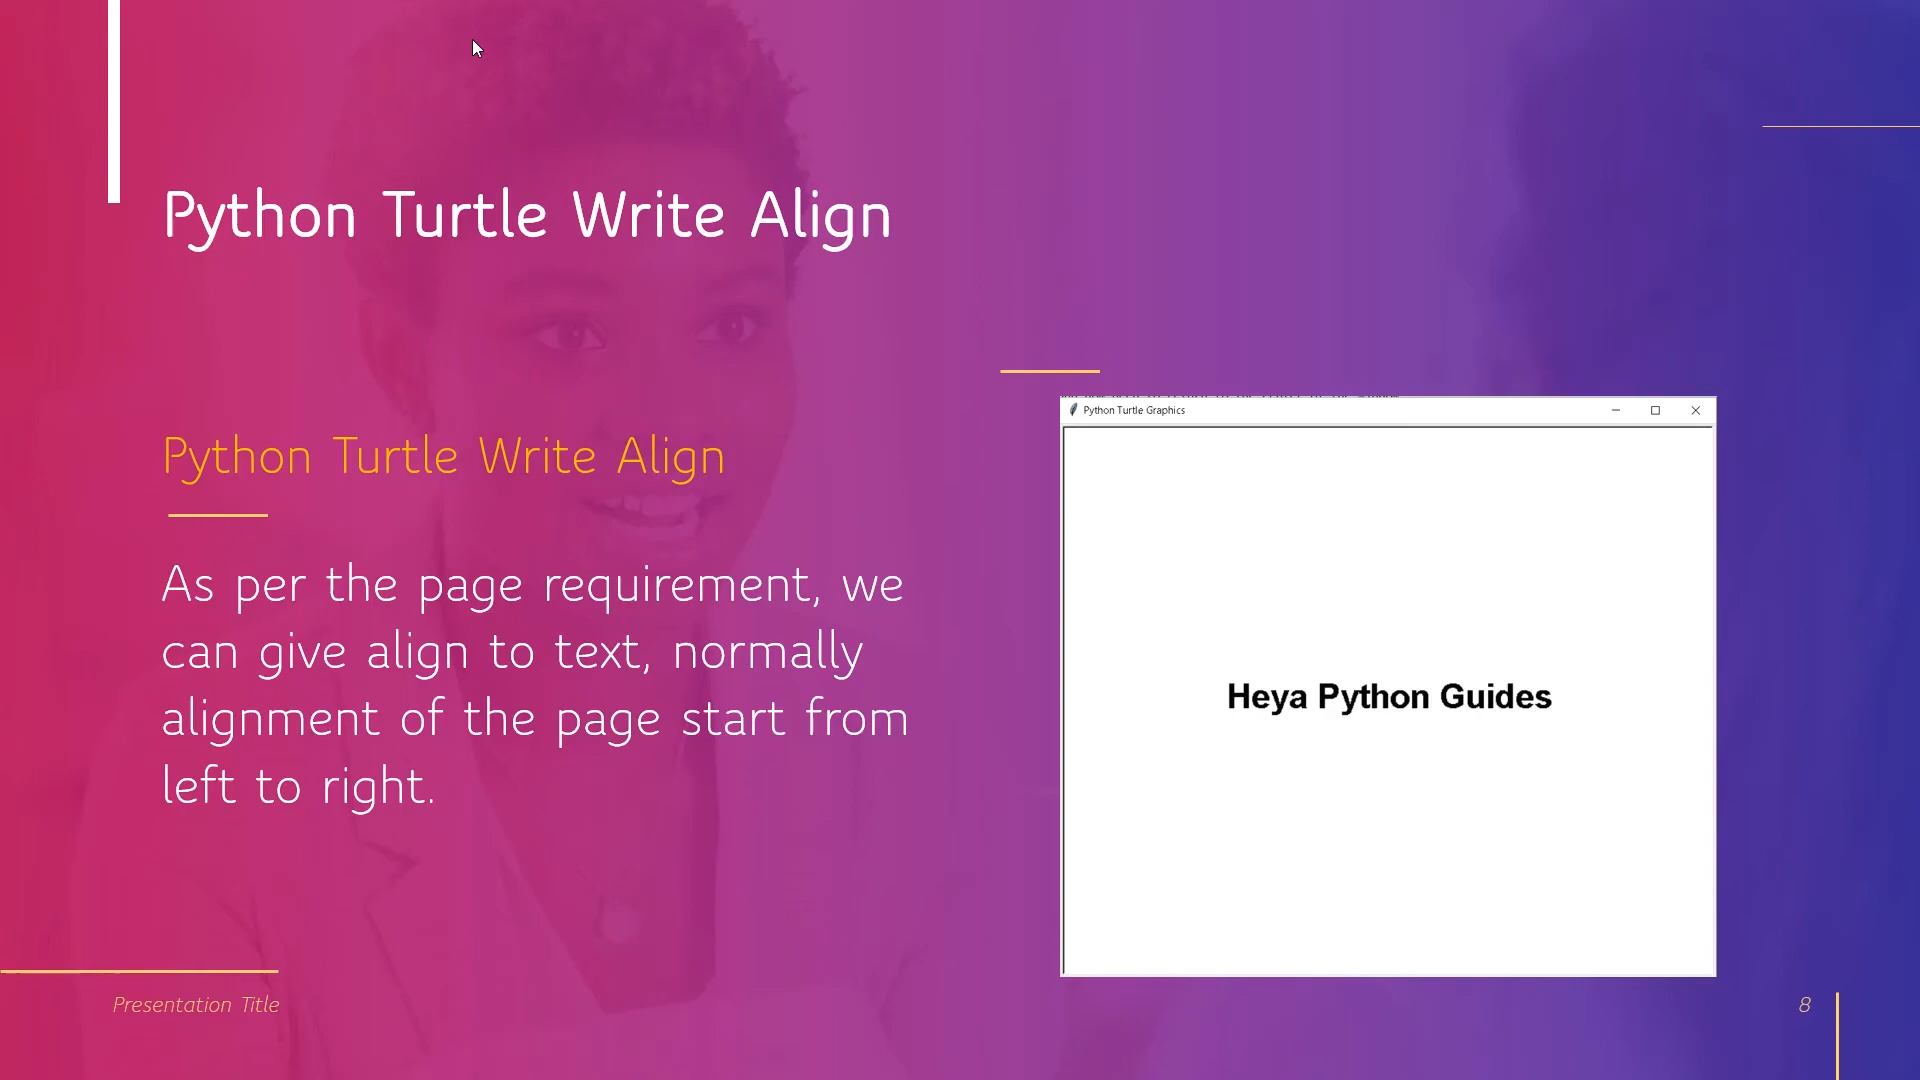 Python Turtle Write Align
Python Turtle Write Align
As per the page requirement, we
can give align to text, normally
alignment of the page start from
left to right.
Python Turtle Graphics
Heya Python Guides
Presentation Title
8